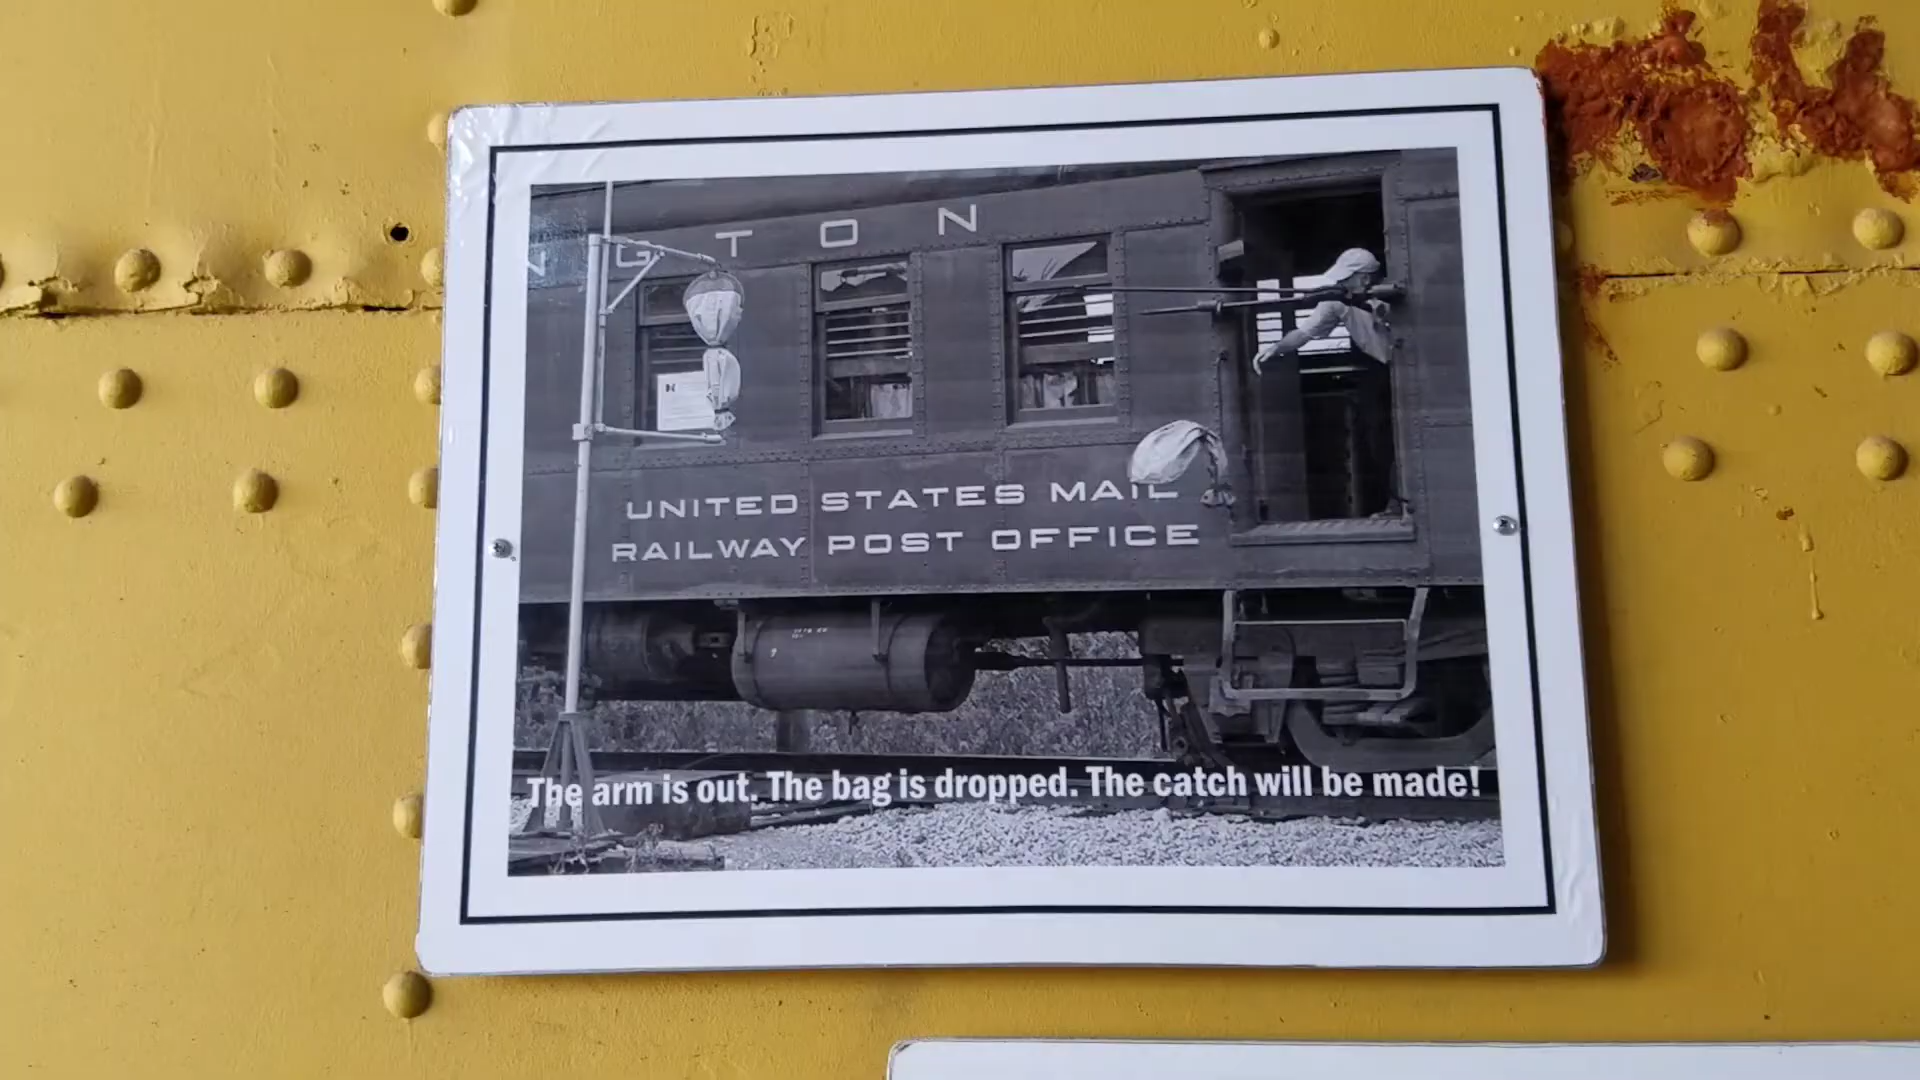 NGTON
UNITED STATES MAIL
RAILWAY POST OFFICE
The arm is out. The bag is dropped. The catch will be made!